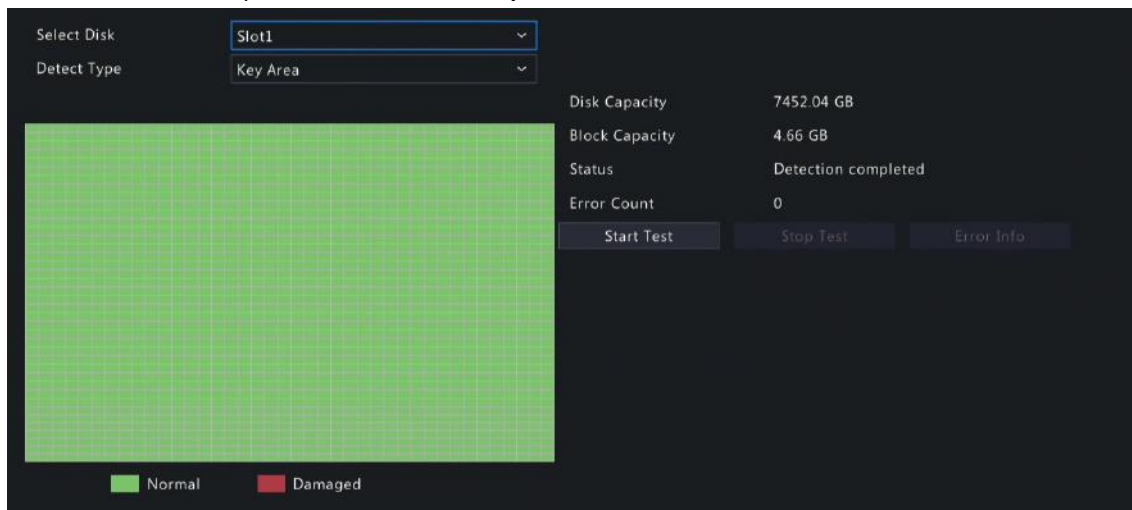 Select Disk Slot1
Detect Type Key Area
Disk Capacity 7452.04 GB
Block Capacity 4.66 GB
Status Detection completed
Error Count 0
Start Test Stop Test Error Info
Normal Damaged